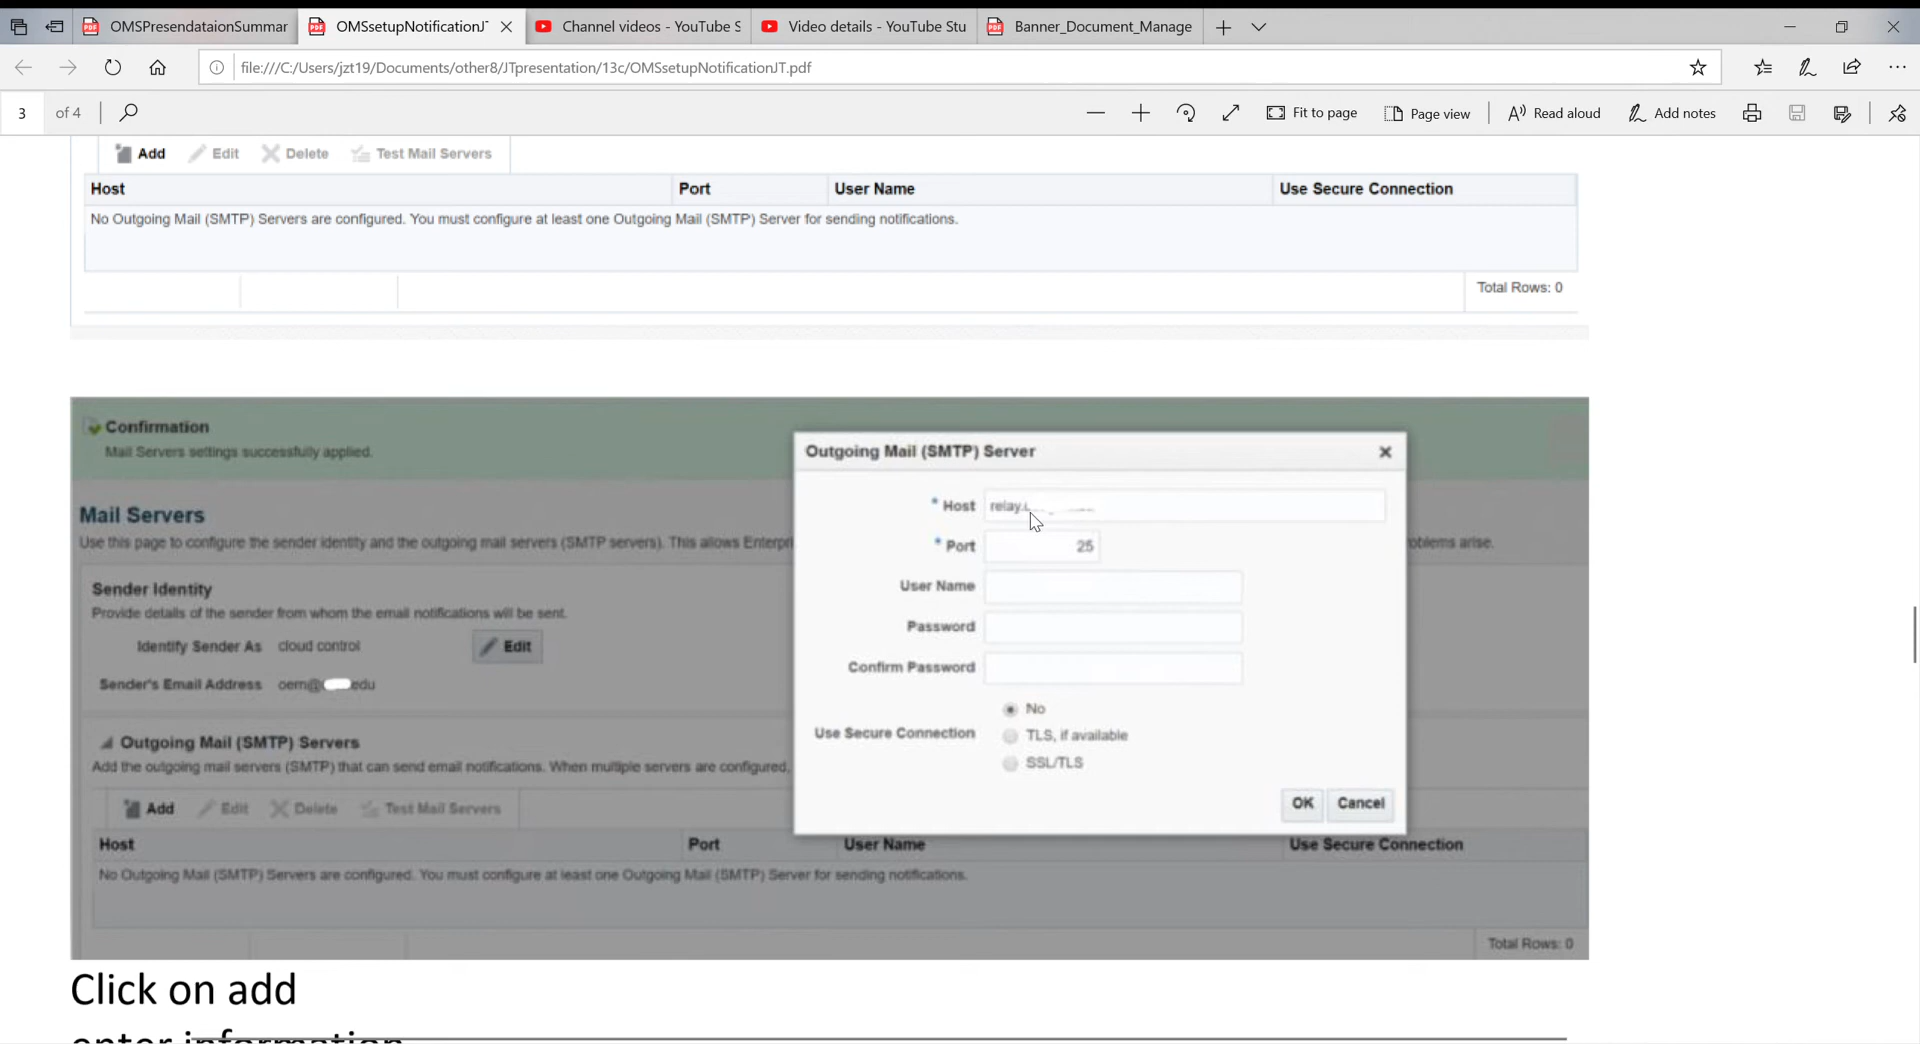 OMSPresendataionSummar
OMSsetupNotificationJT
Channel videos - YouTube S
Video details - YouTube Stu
Banner_Document_Manage
file:///C:/Users/jzt19/Documents/other8/JTpresentation/13c/OMSsetupNotificationJT.pdf
3 of 4
Fit to page
Page view
Read aloud
Add notes
Add Edit Delete Test Mail Servers
Host Port User Name Use Secure Connection
No Outgoing Mail (SMTP) Servers are configured. You must configure at least one Outgoing Mail (SMTP) Server for sending notifications.
Total Rows: 0
Confirmation
Mail Servers settings successfully applied.
Mail Servers
Use this page to configure the sender identity and the outgoing mail servers (SMTP servers). This allows Enterpri
oblems arise.
Sender Identity
Provide details of the sender from whom the email notifications will be sent.
Identify Sender As cloud control
Edit
Sender's Email Address oem@ edu
Outgoing Mail (SMTP) Servers
Add the outgoing mail servers (SMTP) that can send email notifications. When multiple servers are configured,
Add Edit Delete Test Mail Servers
Host Port User Name Use Secure Connection
No Outgoing Mail (SMTP) Servers are configured. You must configure at least one Outgoing Mail (SMTP) Server for sending notifications.
Total Rows: 0
Outgoing Mail (SMTP) Server
* Host relay.
* Port 25
User Name
Password
Confirm Password
Use Secure Connection
No
TLS, if available
SSL/TLS
OK
Cancel
Click on add
enter information